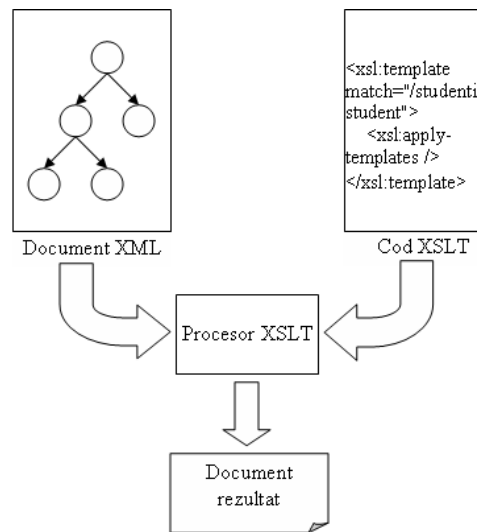 <xsl:template
match="/studenti
student">
<xsl:apply-
templates />
</xsl:template>
Document XML
Cod XSLT
Procesor XSLT
Document
rezultat